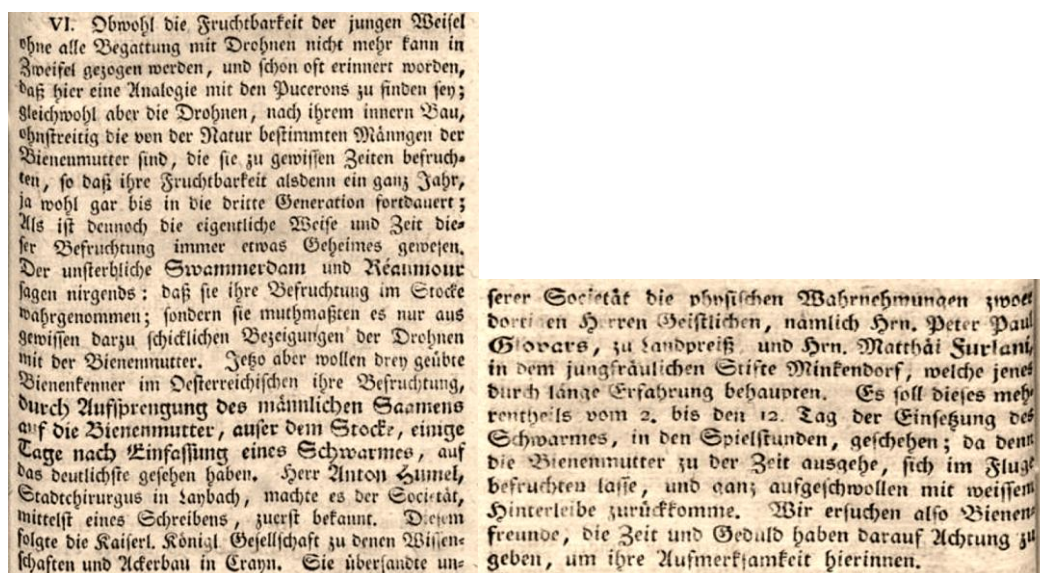 VI. Obwohl die Fruchtbarkeit der jungen Weisel
ohne alle Begattung mit Drohnen nicht mehr kann in
Zweifel gezogen werden, und schon oft erinnert worden,
daß hier eine Analogie mit den Pucerons zu finden sey;
gleichwohl aber die Drohnen, nach ihrem innern Bau,
ohnstreitig die von der Natur bestimmten Männgen der
Bienenmutter sind, die sie zu gewissen Zeiten befruch-
ten, so daß ihre Fruchtbarkeit alsdenn ein ganz Jahr,
ja wohl gar bis in die dritte Generation fortdauert;
Als ist dennoch die eigentliche Weise und Zeit die-
ser Befruchtung immer etwas Geheimes gewesen.
Der unsterbliche Swammerdam und Réaumour
sagen nirgends: daß sie ihre Befruchtung im Stocke
wahrgenommen; sondern sie muthmaßten es nur aus
gewissen darzu schicklichen Bezeigungen der Drohnen
mit der Bienenmutter. Jetzo aber wollen drey geübte
Bienenkenner im Oesterreichischen ihre Befruchtung,
durch Aufsprengung des männlichen Saamens
auf die Bienenmutter, auser dem Stocke, einige
Tage nach Einfassung eines Schwarmes, auf
das deutlichste gesehen haben. Herr Anton Humel,
Stadtchirurgus in Laybach, machte es der Societät,
mittelst eines Schreibens, zuerst bekannt. Diesem
folgte die Kaiserl. Königl. Gesellschaft zu denen Wissen-
schaften und Ackerbau in Crayn. Sie übersandte un-
serer Societät die physischen Wahrnehmungen zwoer
dortigen Herren Geistlichen, nämlich Hrn. Peter Paul
Glovars, zu Landpreiß und Hrn. Matthäi Furlani,
in dem jungfräulichen Stifte Minkendorf, welche jenes
durch lange Erfahrung behaupten. Es soll dieses meh-
rentheils vom 2. bis den 12. Tag der Einsetzung des
Schwarmes, in den Spielstunden, geschehen; da denn
die Bienenmutter zu der Zeit ausgehe, sich im Fluge
befruchten lasse, und ganz aufgeschwollen mit weissem
Hinterleibe zurückkomme. Wir ersuchen also Bienen-
freunde, die Zeit und Geduld haben darauf Achtung zu
geben, um ihre Aufmerksamkeit hierinnen.